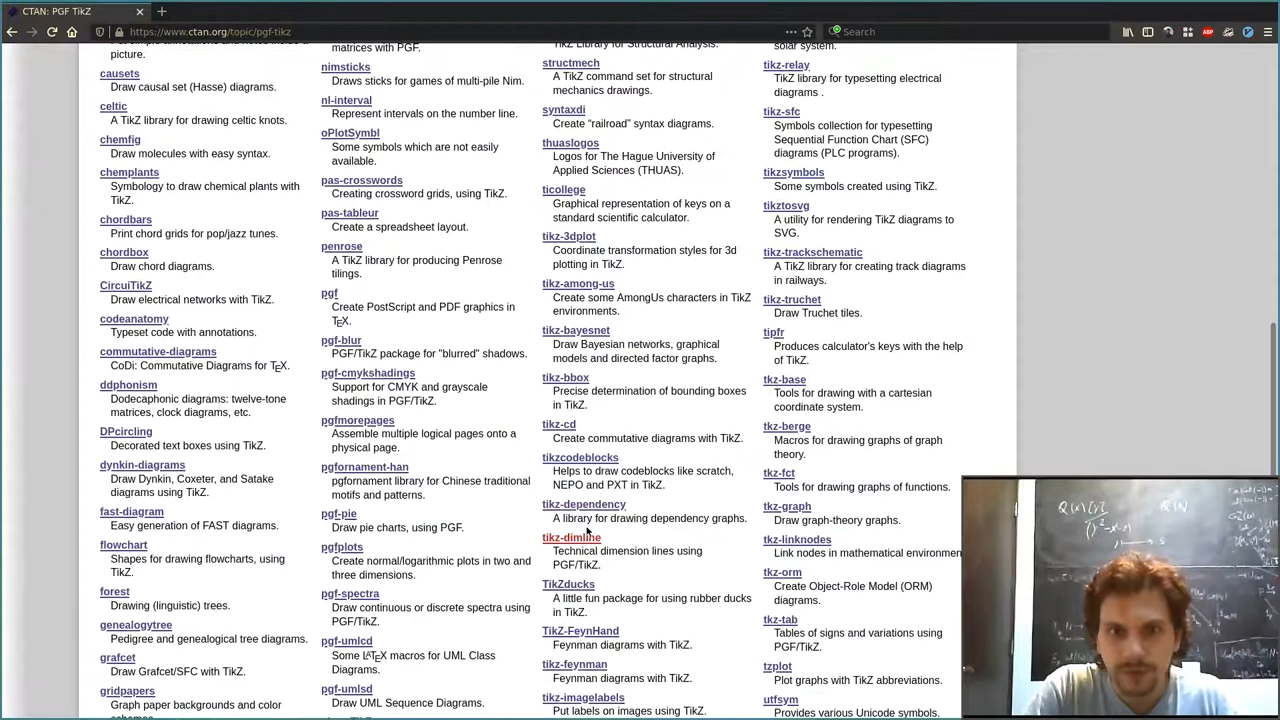 CTAN: PGF TikZ
https://www.ctan.org/topic/pgf-tikz
Search
ABP
picture.
causets
Draw causal set (Hasse) diagrams.
celtic
A TikZ library for drawing celtic knots.
chemfig
Draw molecules with easy syntax.
chemplants
Symbology to draw chemical plants with
TikZ.
chordbars
Print chord grids for pop/jazz tunes.
chordbox
Draw chord diagrams.
CircuiTikZ
Draw electrical networks with TikZ.
codeanatomy
Typeset code with annotations.
commutative-diagrams
CoDi: Commutative Diagrams for TEX.
ddphonism
Dodecaphonic diagrams: twelve-tone
matrices, clock diagrams, etc.
DPcircling
Decorated text boxes using TikZ.
dynkin-diagrams
Draw Dynkin, Coxeter, and Satake
diagrams using TikZ.
fast-diagram
Easy generation of FAST diagrams.
flowchart
Shapes for drawing flowcharts, using
TikZ.
forest
Drawing (linguistic) trees.
genealogytree
Pedigree and genealogical tree diagrams.
grafcet
Draw Grafcet/SFC with TikZ.
gridpapers
Graph paper backgrounds and color
matrices with PGF.
nimsticks
Draws sticks for games of multi-pile Nim.
nl-interval
Represent intervals on the number line.
oPlotSymbl
Some symbols which are not easily
available.
pas-crosswords
Creating crossword grids, using TikZ.
pas-tableur
Create a spreadsheet layout.
penrose
A TikZ library for producing Penrose
tilings.
pgf
Create PostScript and PDF graphics in
TEX.
pgf-blur
PGF/TikZ package for "blurred" shadows.
pgf-cmykshadings
Support for CMYK and grayscale
shadings in PGF/TikZ.
pgfmorepages
Assemble multiple logical pages onto a
physical page.
pgfornament-han
pgfornament library for Chinese traditional
motifs and patterns.
pgf-pie
Draw pie charts, using PGF.
pgfplots
Create normal/logarithmic plots in two and
three dimensions.
pgf-spectra
Draw continuous or discrete spectra using
PGF/TikZ.
pgf-umlcd
Some LATEX macros for UML Class
Diagrams.
pgf-umlsd
Draw UML Sequence Diagrams.
TikZ Library for Structural Analysis.
structmech
A TikZ command set for structural
mechanics drawings.
syntaxdi
Create “railroad” syntax diagrams.
thuaslogos
Logos for The Hague University of
Applied Sciences (THUAS).
ticollege
Graphical representation of keys on a
standard scientific calculator.
tikz-3dplot
Coordinate transformation styles for 3d
plotting in TikZ.
tikz-among-us
Create some AmongUs characters in TikZ
environments.
tikz-bayesnet
Draw Bayesian networks, graphical
models and directed factor graphs.
tikz-bbox
Precise determination of bounding boxes
in TikZ.
tikz-cd
Create commutative diagrams with TikZ.
tikzcodeblocks
Helps to draw codeblocks like scratch,
NEPO and PXT in TikZ.
tikz-dependency
A library for drawing dependency graphs.
tikz-dimline
Technical dimension lines using
PGF/TikZ.
TikZducks
A little fun package for using rubber ducks
in TikZ.
TikZ-FeynHand
Feynman diagrams with TikZ.
tikz-feynman
Feynman diagrams with TikZ.
tikz-imagelabels
Put labels on images using TikZ.
solar system.
tikz-relay
TikZ library for typesetting electrical
diagrams .
tikz-sfc
Symbols collection for typesetting
Sequential Function Chart (SFC)
diagrams (PLC programs).
tikzsymbols
Some symbols created using TikZ.
tikztosvg
A utility for rendering TikZ diagrams to
SVG.
tikz-trackschematic
A TikZ library for creating track diagrams
in railways.
tikz-truchet
Draw Truchet tiles.
tipfr
Produces calculator's keys with the help
of TikZ.
tkz-base
Tools for drawing with a cartesian
coordinate system.
tkz-berge
Macros for drawing graphs of graph
theory.
tkz-fct
Tools for drawing graphs of functions.
tkz-graph
Draw graph-theory graphs.
tkz-linknodes
Link nodes in mathematical environmen
tkz-orm
Create Object-Role Model (ORM)
diagrams.
tkz-tab
Tables of signs and variations using
PGF/TikZ.
tzplot
Plot graphs with TikZ abbreviations.
utfsym
Provides various Unicode symbols.